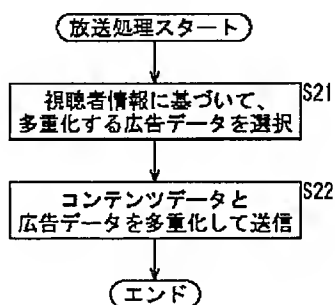 放送処理スタート
S21
視聴者情報に基づいて、
多重化する広告データを選択
S22
コンテンツデータと
広告データを多重化して送信
エンド